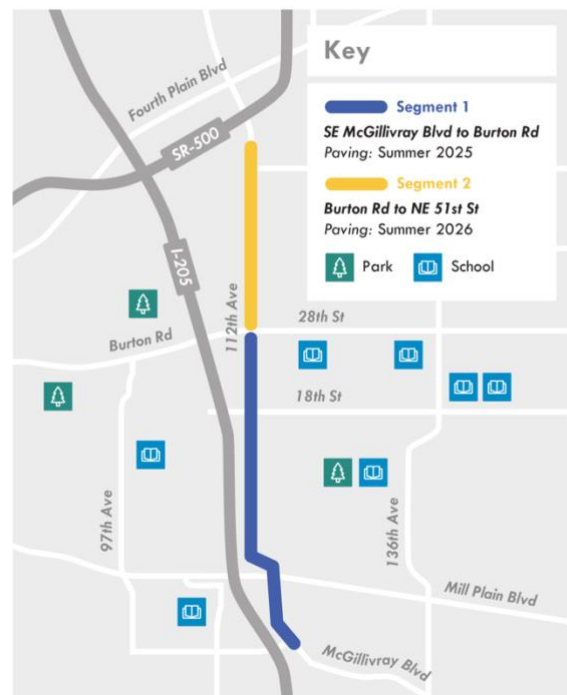 Key
Segment 1
SE McGillivray Blvd to Burton Rd
Paving: Summer 2025
Segment 2
Burton Rd to NE 51st St
Paving: Summer 2026
Park
School
Fourth Plain Blvd
SR-500
I-205
112th Ave
28th St
Burton Rd
18th St
97th Ave
136th Ave
Mill Plain Blvd
McGillivray Blvd